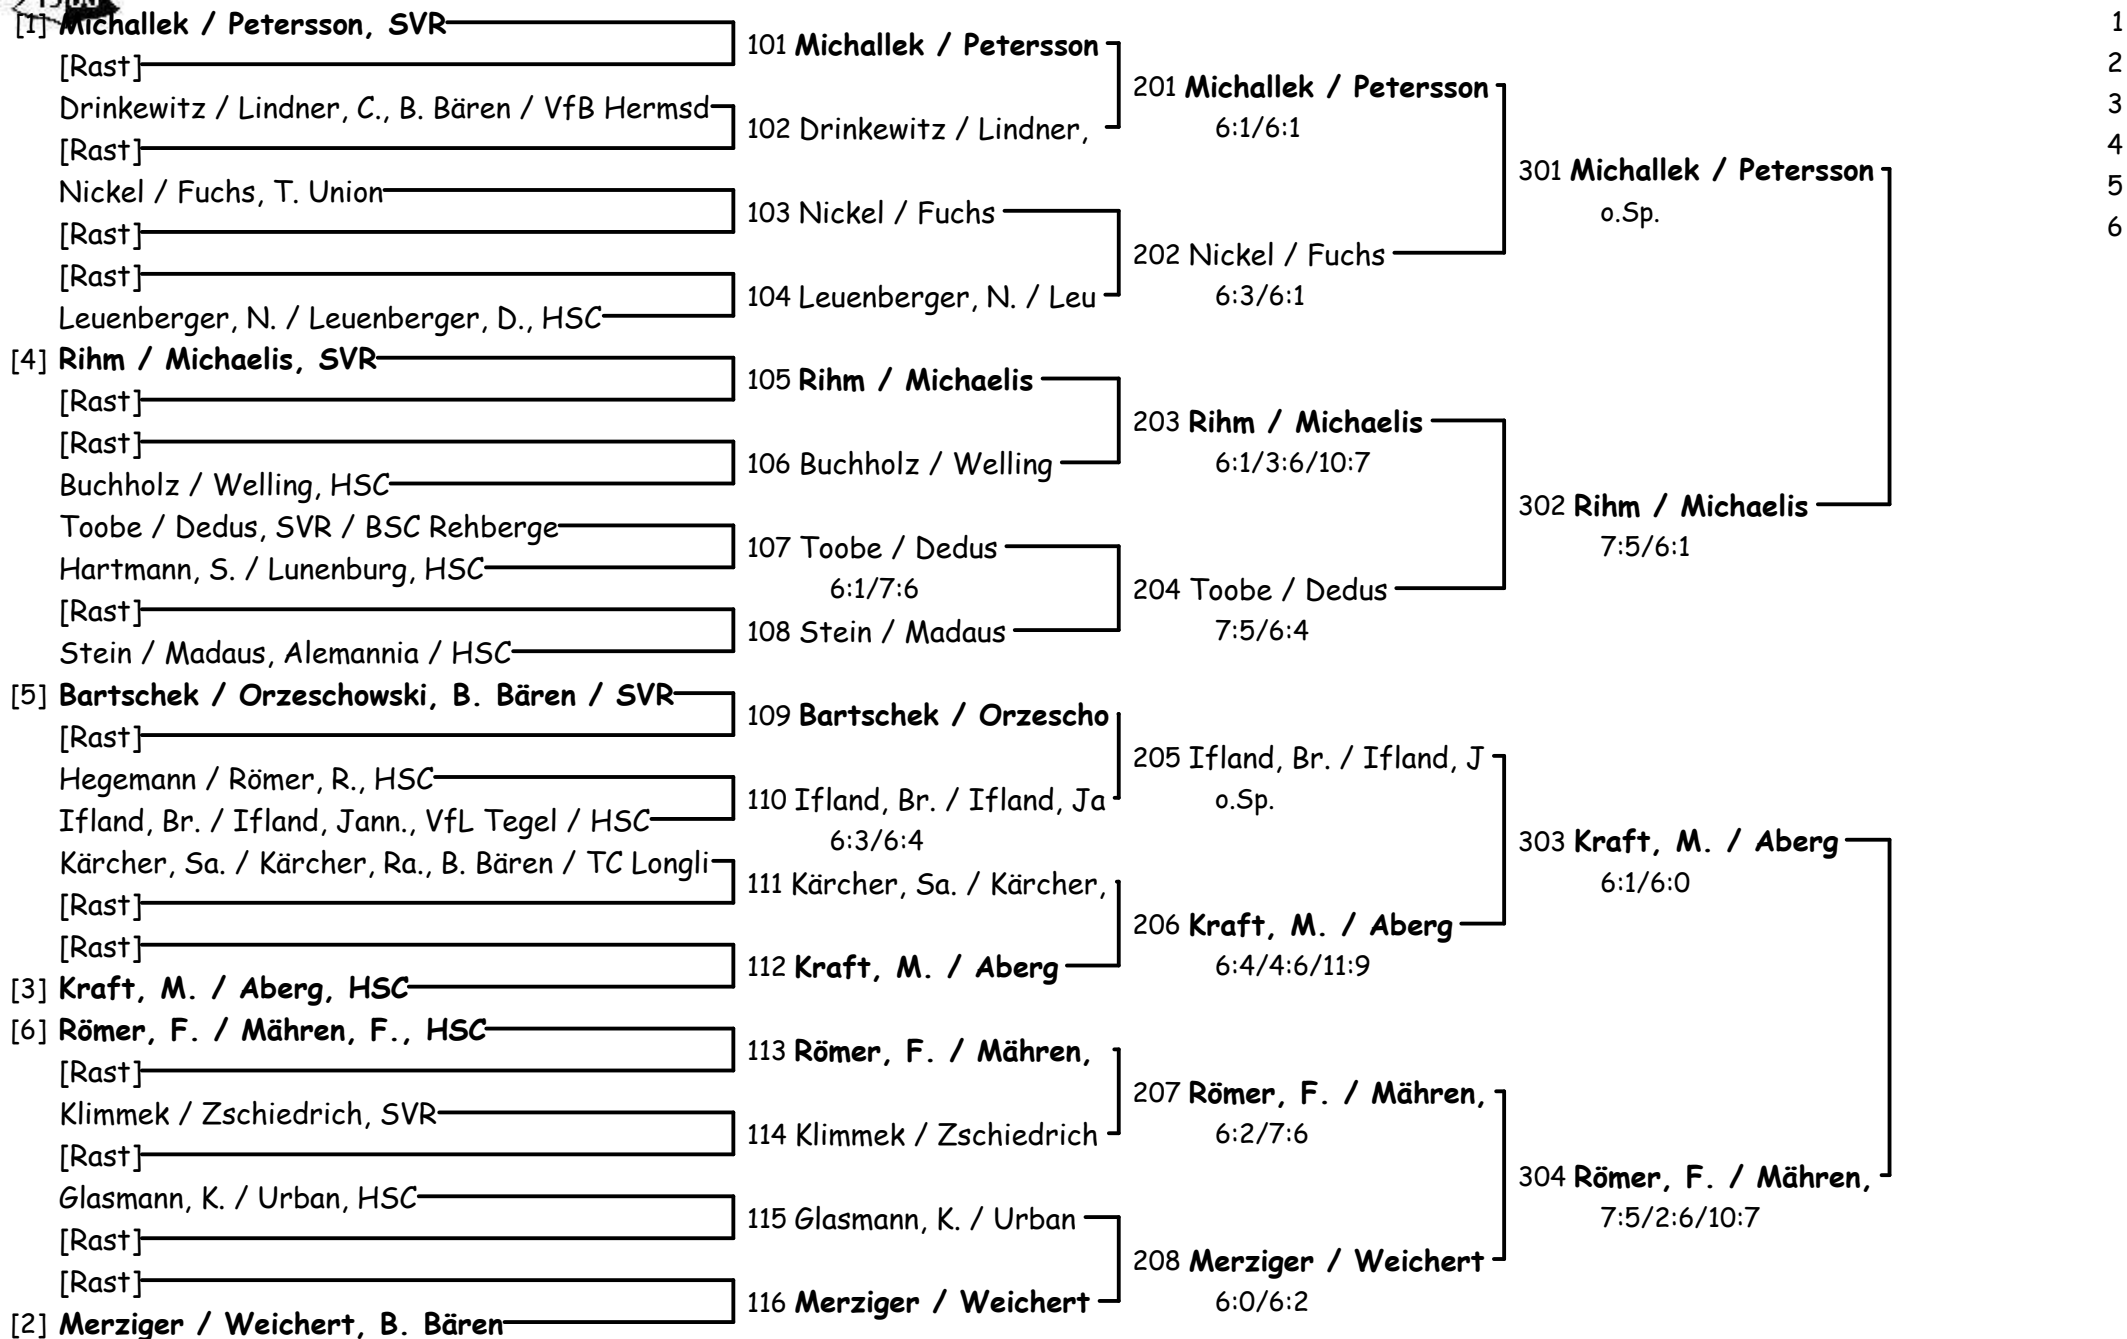 [1] Michallek / Petersson, SVR
[Rast]
Drinkewitz / Lindner, C., B. Bären / VfB Hermsd
[Rast]
Nickel / Fuchs, T. Union
[Rast]
[Rast]
Leuenberger, N. / Leuenberger, D., HSC
[4] Rihm / Michaelis, SVR
[Rast]
[Rast]
Buchholz / Welling, HSC
Toobe / Dedus, SVR / BSC Rehberge
Hartmann, S. / Lunenburg, HSC
[Rast]
Stein / Madaus, Alemannia / HSC
[5] Bartschek / Orzeschowski, B. Bären / SVR
[Rast]
Hegemann / Römer, R., HSC
Ifland, Br. / Ifland, Jann., VfL Tegel / HSC
Kärcher, Sa. / Kärcher, Ra., B. Bären / TC Longli
[Rast]
[Rast]
[3] Kraft, M. / Aberg, HSC
[6] Römer, F. / Mähren, F., HSC
[Rast]
Klimmek / Zschiedrich, SVR
[Rast]
Glasmann, K. / Urban, HSC
[Rast]
[Rast]
[2] Merziger / Weichert, B. Bären
101 Michallek / Petersson
102 Drinkewitz / Lindner,
103 Nickel / Fuchs
104 Leuenberger, N. / Leu
105 Rihm / Michaelis
106 Buchholz / Welling
107 Toobe / Dedus
6:1/7:6
108 Stein / Madaus
109 Bartschek / Orzescho
110 Ifland, Br. / Ifland, Ja
6:3/6:4
111 Kärcher, Sa. / Kärcher,
112 Kraft, M. / Aberg
113 Römer, F. / Mähren,
114 Klimmek / Zschiedrich
115 Glasmann, K. / Urban
116 Merziger / Weichert
201 Michallek / Petersson
6:1/6:1
202 Nickel / Fuchs
6:3/6:1
203 Rihm / Michaelis
6:1/3:6/10:7
204 Toobe / Dedus
7:5/6:4
205 Ifland, Br. / Ifland, J
o.Sp.
206 Kraft, M. / Aberg
6:4/4:6/11:9
207 Römer, F. / Mähren,
6:2/7:6
208 Merziger / Weichert
6:0/6:2
301 Michallek / Petersson
o.Sp.
302 Rihm / Michaelis
7:5/6:1
303 Kraft, M. / Aberg
6:1/6:0
304 Römer, F. / Mähren,
7:5/2:6/10:7
1
2
3
4
5
6